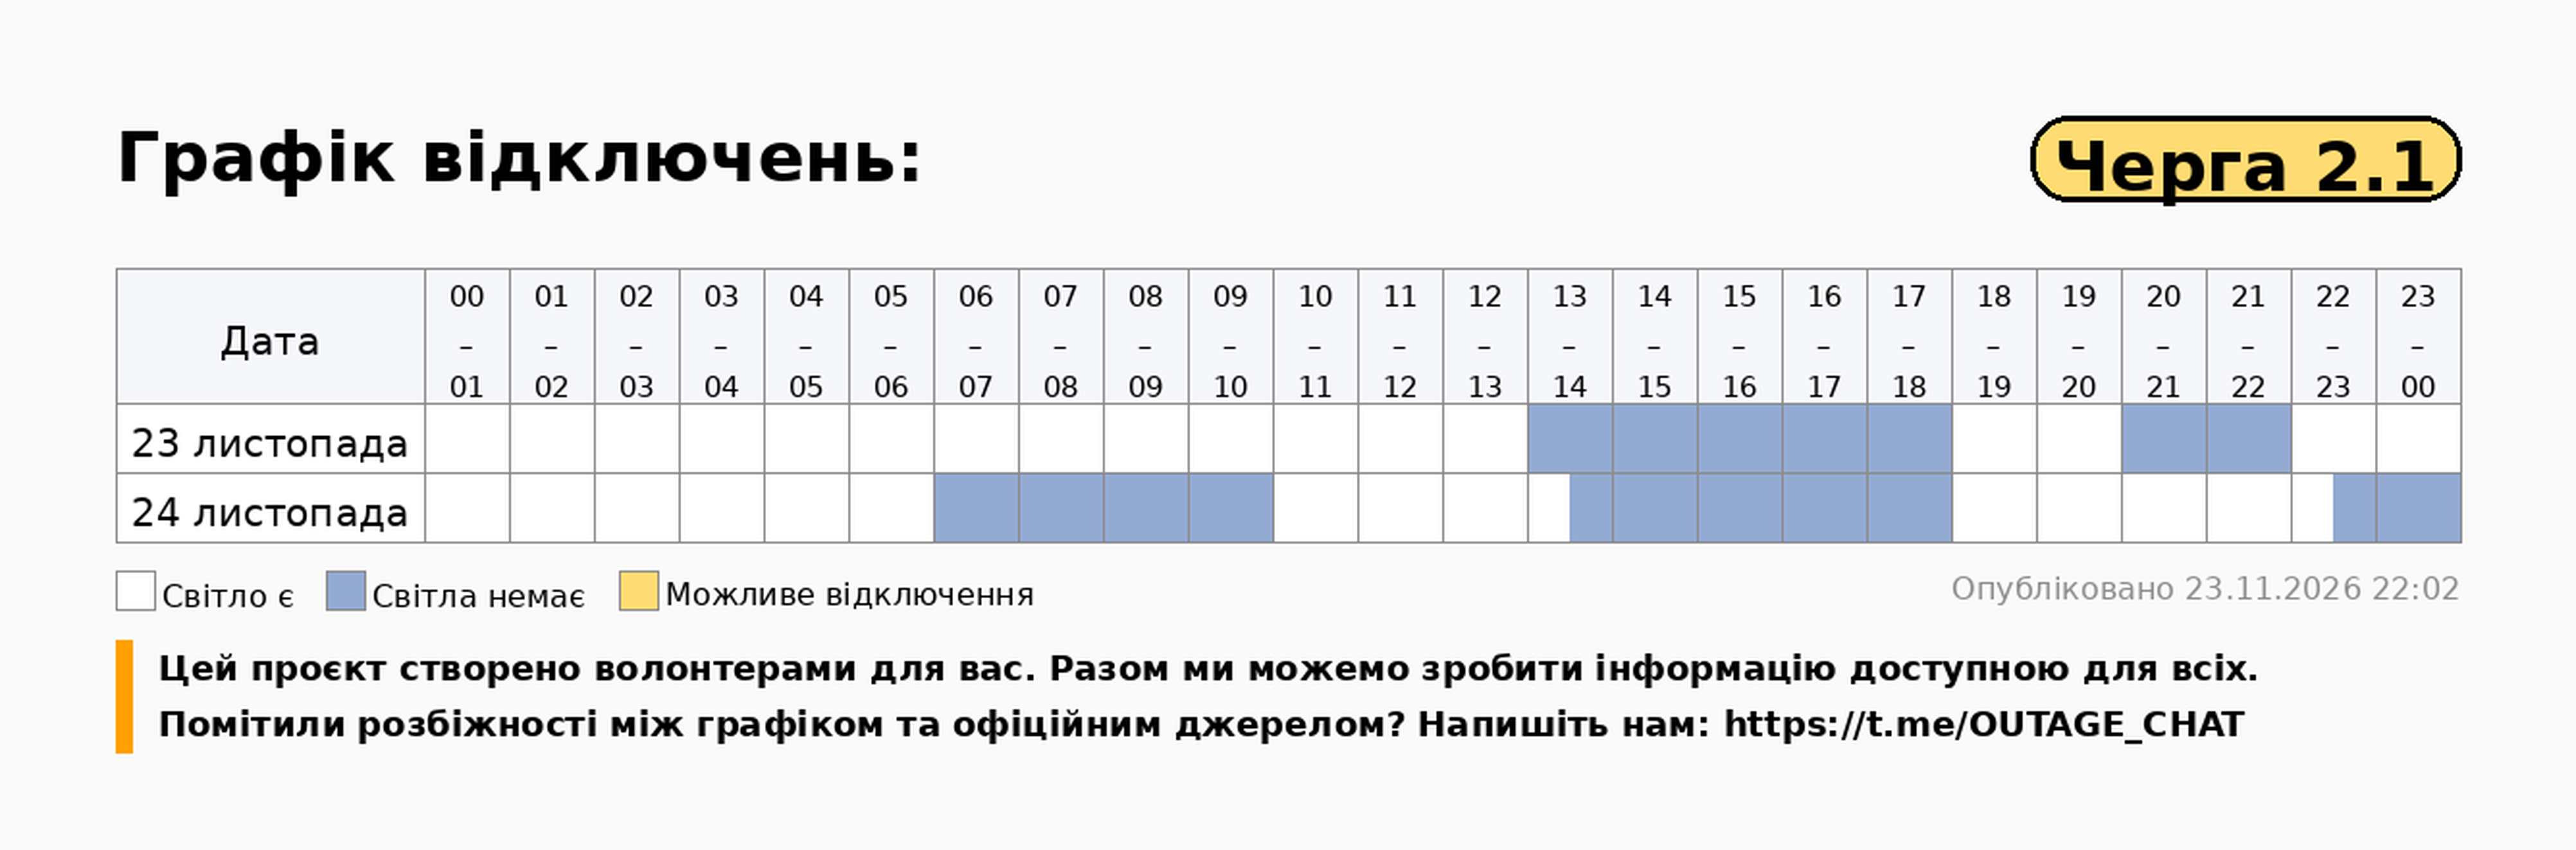 Графік відключень:
Черга 2.1
Дата 00 – 01 01 – 02 02 – 03 03 – 04 04 – 05 05 – 06 06 – 07 07 – 08 08 – 09 09 – 10 10 – 11 11 – 12 12 – 13 13 – 14 14 – 15 15 – 16 16 – 17 17 – 18 18 – 19 19 – 20 20 – 21 21 – 22 22 – 23 23 – 00
23 листопада
24 листопада
Світло є Світла немає Можливе відключення
Опубліковано 23.11.2026 22:02
Цей проєкт створено волонтерами для вас. Разом ми можемо зробити інформацію доступною для всіх.
Помітили розбіжності між графіком та офіційним джерелом? Напишіть нам: https://t.me/OUTAGE_CHAT